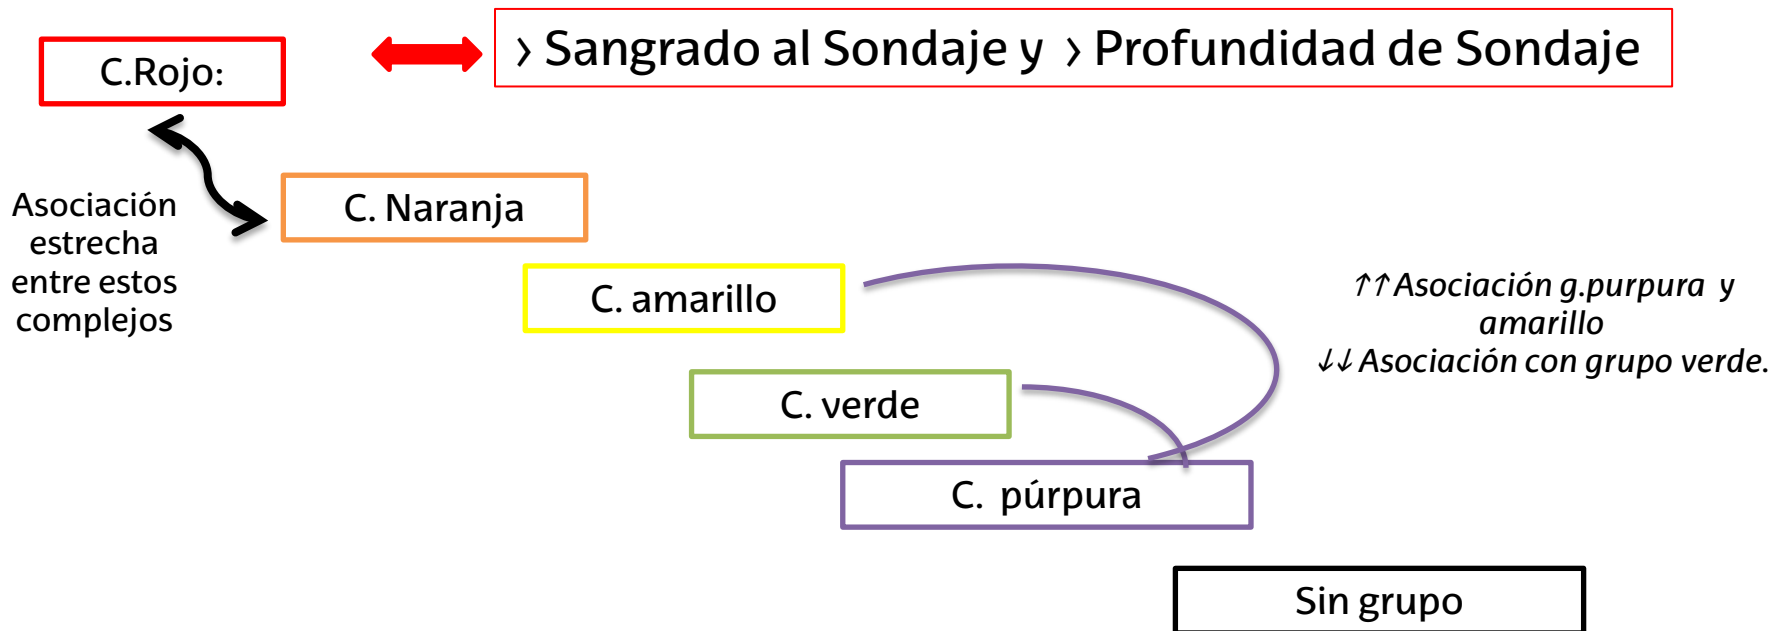 › Sangrado al Sondaje y › Profundidad de Sondaje
C.Rojo:
Asociación
estrecha
entre estos
complejos
C. Naranja
C. amarillo
↑↑ Asociación g.purpura y
amarillo
↓↓ Asociación con grupo verde.
C. verde
C. púrpura
Sin grupo